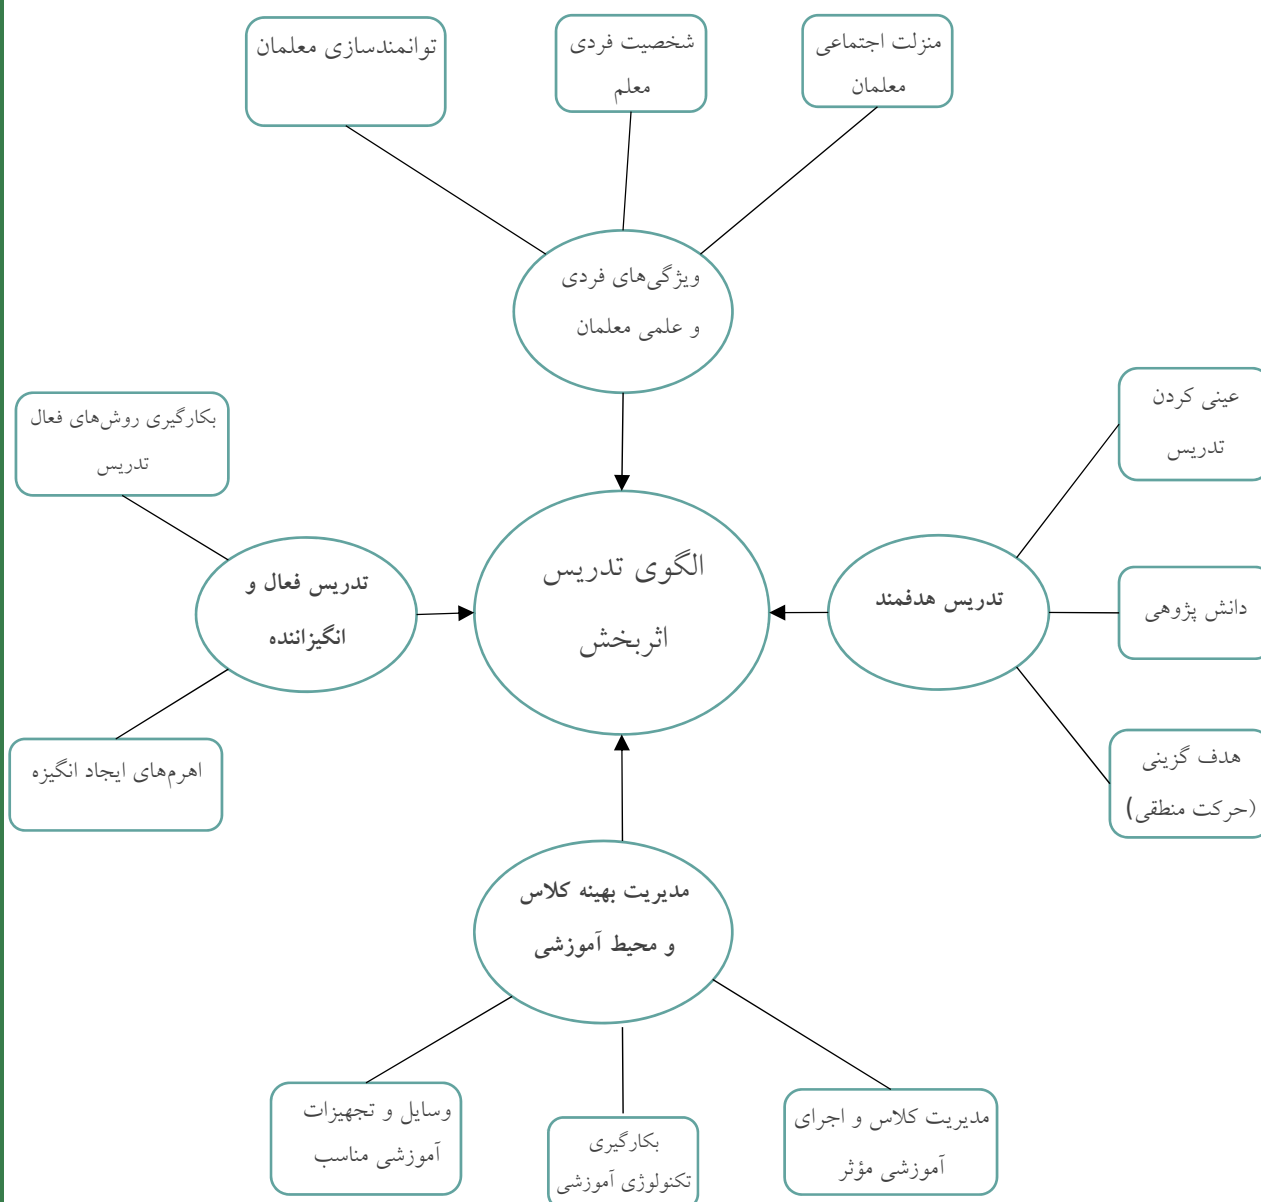 منزلت اجتماعی
معلمان
شخصیت فردی
معلم
توانمندسازی معلمان
ویژگی‌های فردی
و علمی معلمان
عینی کردن
تدریس
دانش پژوهی
هدف گزینی
(حرکت منطقی)
تدریس هدفمند
الگوی تدریس
اثربخش
تدریس فعال و
انگیزاننده
بکارگیری روش‌های فعال
تدریس
اهرم‌های ایجاد انگیزه
مدیریت بهینه کلاس
و محیط آموزشی
مدیریت کلاس و اجرای
آموزشی مؤثر
بکارگیری
تکنولوژی آموزشی
وسایل و تجهیزات
آموزشی مناسب